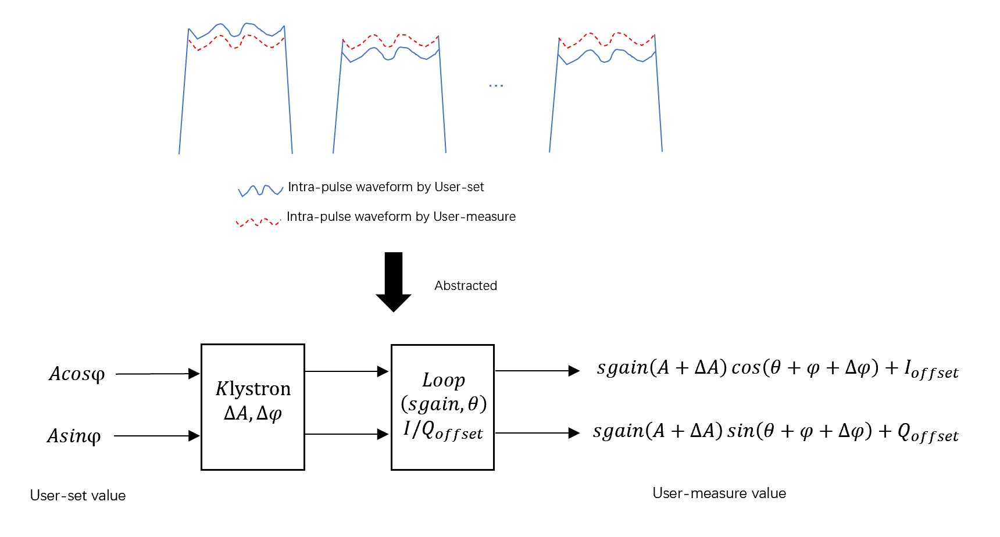 ...
Intra-pulse waveform by User-set
Intra-pulse waveform by User-measure
Abstracted
Acosφ
Asinφ
Klystron
ΔA, Δφ
Loop
(sgain, θ)
I/Q_offset
sgain(A + ΔA) cos(θ + φ + Δφ) + I_offset
sgain(A + ΔA) sin(θ + φ + Δφ) + Q_offset
User-set value
User-measure value